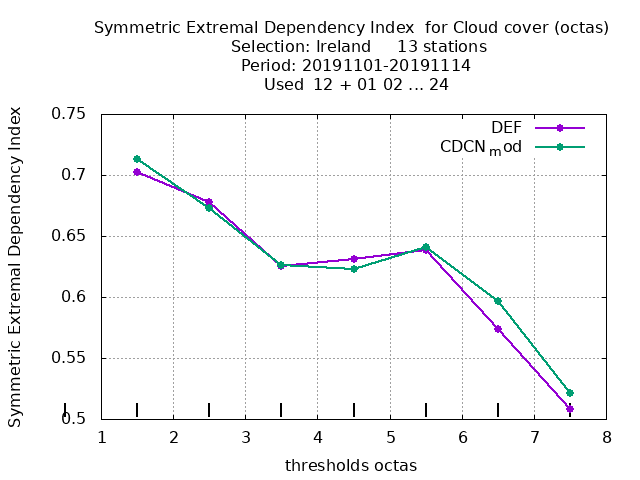 Symmetric Extremal Dependency Index for Cloud cover (octas)
Selection: Ireland 13 stations
Period: 20191101-20191114
Used 12 + 01 02 ... 24
Symmetric Extremal Dependency Index
0.75
0.7
0.65
0.6
0.55
0.5
DEF
CDCN mod
1 2 3 4 5 6 7 8
thresholds octas